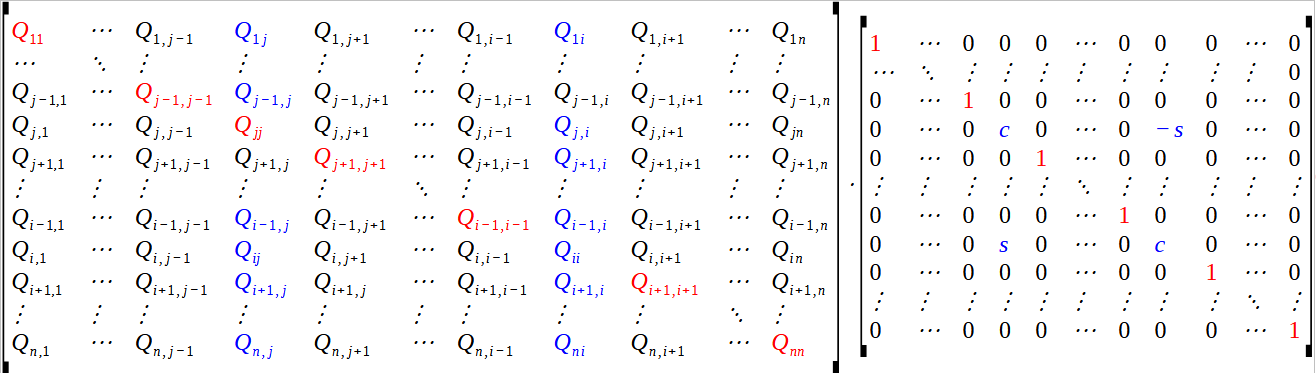 Q₁₁ ⋯ Q₁,ⱼ₋₁ Q₁ⱼ Q₁,ⱼ₊₁ ⋯ Q₁,ᵢ₋₁ Q₁ᵢ Q₁,ᵢ₊₁ ⋯ Q₁ₙ
⋯ ⋱ ⋮ ⋮ ⋮ ⋮ ⋮ ⋮ ⋮ ⋮ ⋮
Qⱼ₋₁,₁ ⋯ Qⱼ₋₁,ⱼ₋₁ Qⱼ₋₁,ⱼ Qⱼ₋₁,ⱼ₊₁ ⋯ Qⱼ₋₁,ᵢ₋₁ Qⱼ₋₁,ᵢ Qⱼ₋₁,ᵢ₊₁ ⋯ Qⱼ₋₁,ₙ
Qⱼ,₁ ⋯ Qⱼ,ⱼ₋₁ Qⱼⱼ Qⱼ,ⱼ₊₁ ⋯ Qⱼ,ᵢ₋₁ Qⱼ,ᵢ Qⱼ,ᵢ₊₁ ⋯ Qⱼₙ
Qⱼ₊₁,₁ ⋯ Qⱼ₊₁,ⱼ₋₁ Qⱼ₊₁,ⱼ Qⱼ₊₁,ⱼ₊₁ ⋯ Qⱼ₊₁,ᵢ₋₁ Qⱼ₊₁,ᵢ Qⱼ₊₁,ᵢ₊₁ ⋯ Qⱼ₊₁,ₙ
⋮ ⋮ ⋮ ⋮ ⋮ ⋱ ⋮ ⋮ ⋮ ⋮ ⋮
Qᵢ₋₁,₁ ⋯ Qᵢ₋₁,ⱼ₋₁ Qᵢ₋₁,ⱼ Qᵢ₋₁,ⱼ₊₁ ⋯ Qᵢ₋₁,ᵢ₋₁ Qᵢ₋₁,ᵢ Qᵢ₋₁,ᵢ₊₁ ⋯ Qᵢ₋₁,ₙ
Qᵢ,₁ ⋯ Qᵢ,ⱼ₋₁ Qᵢⱼ Qᵢ,ⱼ₊₁ ⋯ Qᵢ,ᵢ₋₁ Qᵢᵢ Qᵢ,ᵢ₊₁ ⋯ Qᵢₙ
Qᵢ₊₁,₁ ⋯ Qᵢ₊₁,ⱼ₋₁ Qᵢ₊₁,ⱼ Qᵢ₊₁,ⱼ ⋯ Qᵢ₊₁,ᵢ₋₁ Qᵢ₊₁,ᵢ Qᵢ₊₁,ᵢ₊₁ ⋯ Qᵢ₊₁,ₙ
⋮ ⋮ ⋮ ⋮ ⋮ ⋮ ⋮ ⋮ ⋮ ⋱ ⋮
Qₙ,₁ ⋯ Qₙ,ⱼ₋₁ Qₙ,ⱼ Qₙ,ⱼ₊₁ ⋯ Qₙ,ᵢ₋₁ Qₙᵢ Qₙ,ᵢ₊₁ ⋯ Qₙₙ
·
1 ⋯ 0 0 0 ⋯ 0 0 0 ⋯ 0
⋯ ⋱ ⋮ ⋮ ⋮ ⋮ ⋮ ⋮ ⋮ ⋮ 0
0 ⋯ 1 0 0 ⋯ 0 0 0 ⋯ 0
0 ⋯ 0 c 0 ⋯ 0 −s 0 ⋯ 0
0 ⋯ 0 0 1 ⋯ 0 0 0 ⋯ 0
⋮ ⋮ ⋮ ⋮ ⋮ ⋱ ⋮ ⋮ ⋮ ⋮ ⋮
0 ⋯ 0 0 0 ⋯ 1 0 0 ⋯ 0
0 ⋯ 0 s 0 ⋯ 0 c 0 ⋯ 0
0 ⋯ 0 0 0 ⋯ 0 0 1 ⋯ 0
⋮ ⋮ ⋮ ⋮ ⋮ ⋮ ⋮ ⋮ ⋮ ⋱ ⋮
0 ⋯ 0 0 0 ⋯ 0 0 0 ⋯ 1